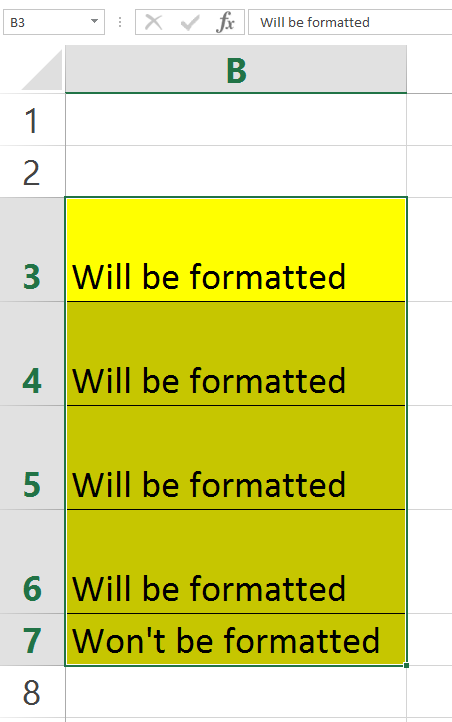 B3 fx Will be formatted
B
1
2
3 Will be formatted
4 Will be formatted
5 Will be formatted
6 Will be formatted
7 Won't be formatted
8